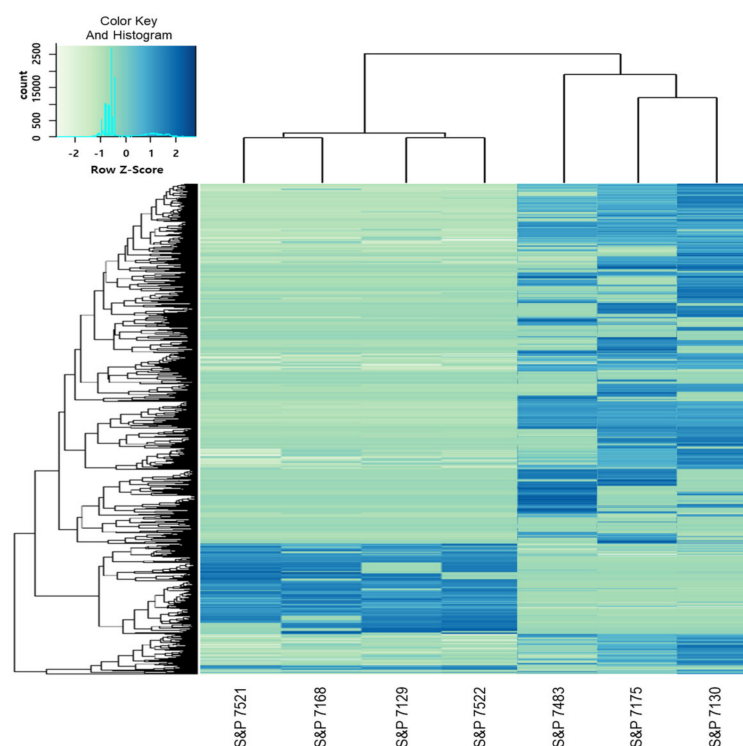 Color Key
And Histogram
count
2500
15000
500
0
-2 -1 0 1 2
Row Z-Score
S&P 7521
S&P 7168
S&P 7129
S&P 7522
S&P 7483
S&P 7175
S&P 7130